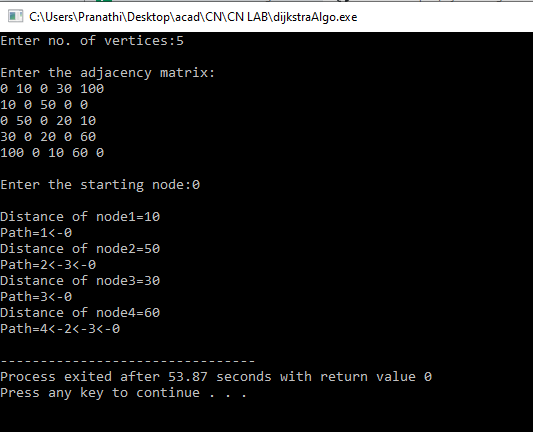 C:\Users\Pranathi\Desktop\acad\CN\CN LAB\dijkstraAlgo.exe
Enter no. of vertices:5
Enter the adjacency matrix:
0 10 0 30 100
10 0 50 0 0
0 50 0 20 10
30 0 20 0 60
100 0 10 60 0
Enter the starting node:0
Distance of node1=10
Path=1<-0
Distance of node2=50
Path=2<-3<-0
Distance of node3=30
Path=3<-0
Distance of node4=60
Path=4<-2<-3<-0
--------------------------------
Process exited after 53.87 seconds with return value 0
Press any key to continue . . .